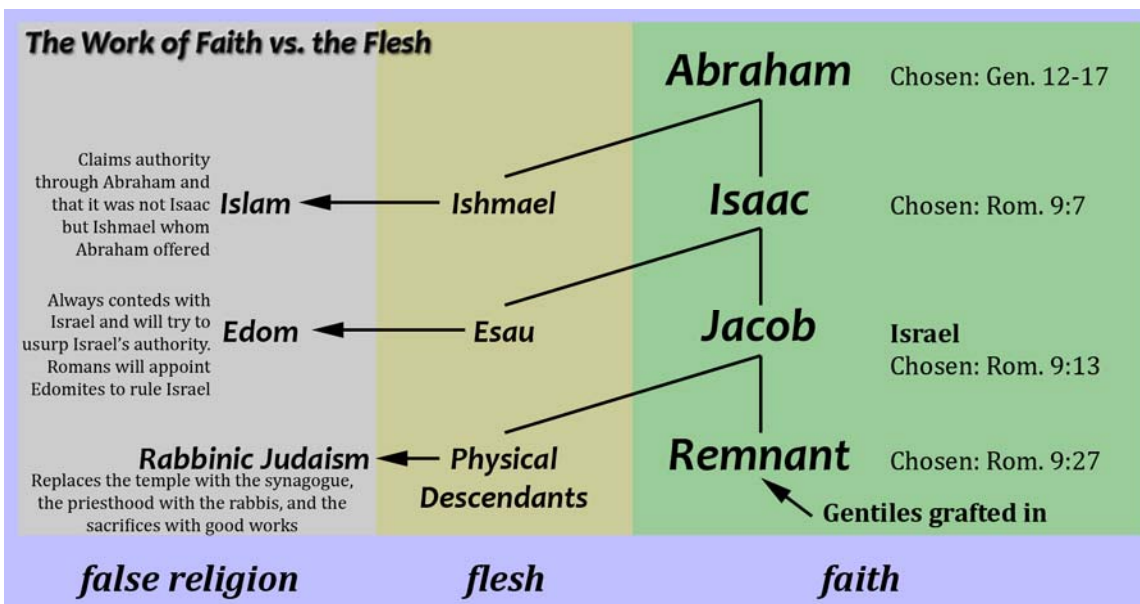 The Work of Faith vs. the Flesh
Abraham
Chosen: Gen. 12-17
Claims authority
through Abraham and
that it was not Isaac
but Ishmael whom
Abraham offered
Islam
Ishmael
Isaac
Chosen: Rom. 9:7
Always conteds with
Israel and will try to
usurp Israel's authority.
Romans will appoint
Edomites to rule Israel
Edom
Esau
Jacob
Israel
Chosen: Rom. 9:13
Rabbinic Judaism
Replaces the temple with the synagogue,
the priesthood with the rabbis, and the
sacrifices with good works
Physical
Descendants
Remnant
Chosen: Rom. 9:27
Gentiles grafted in
false religion
flesh
faith